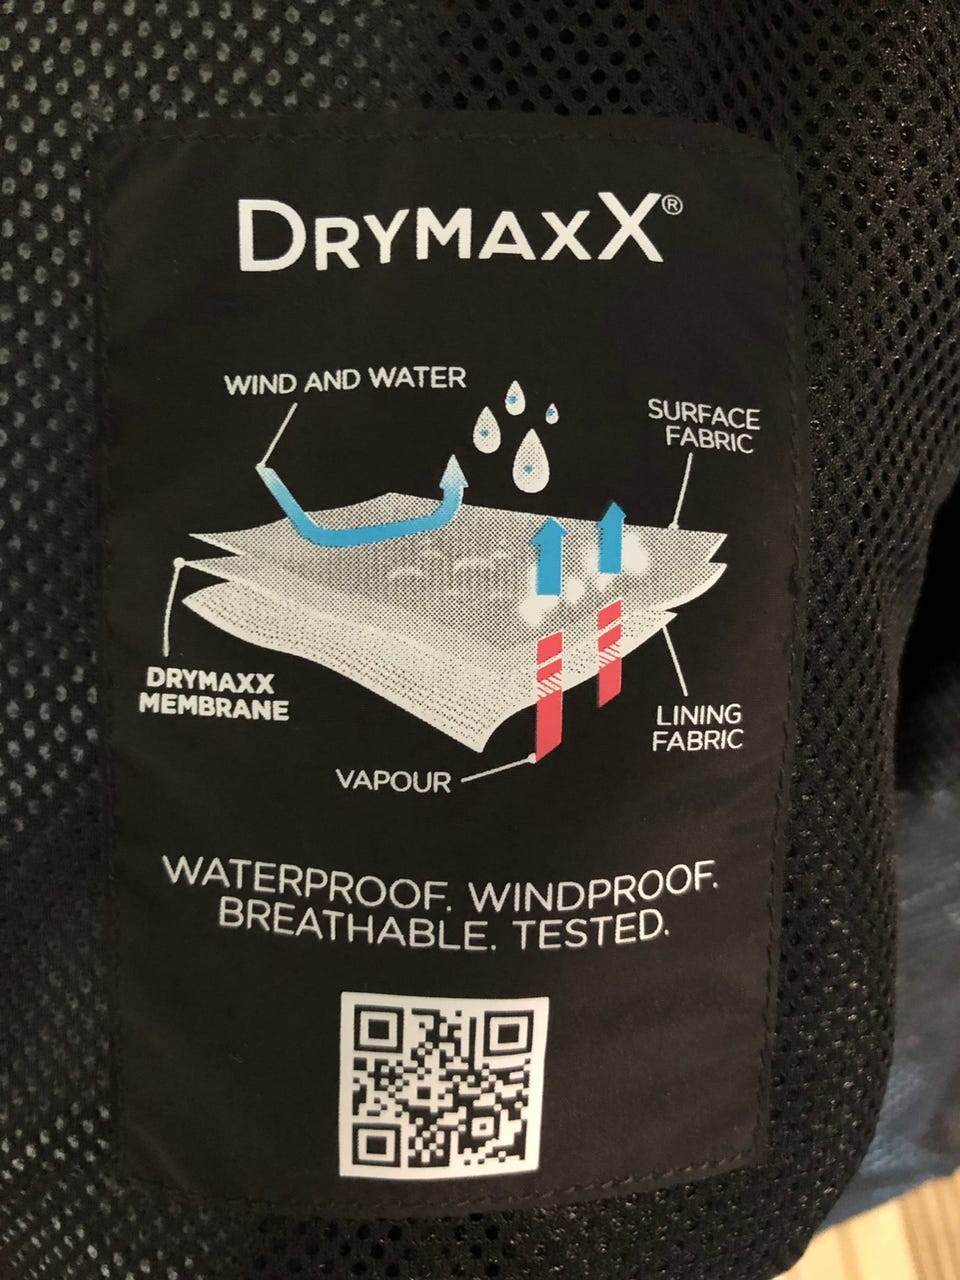 DRYMAXX®
WIND AND WATER
SURFACE
FABRIC
DRYMAXX
MEMBRANE
LINING
FABRIC
VAPOUR
WATERPROOF. WINDPROOF.
BREATHABLE. TESTED.